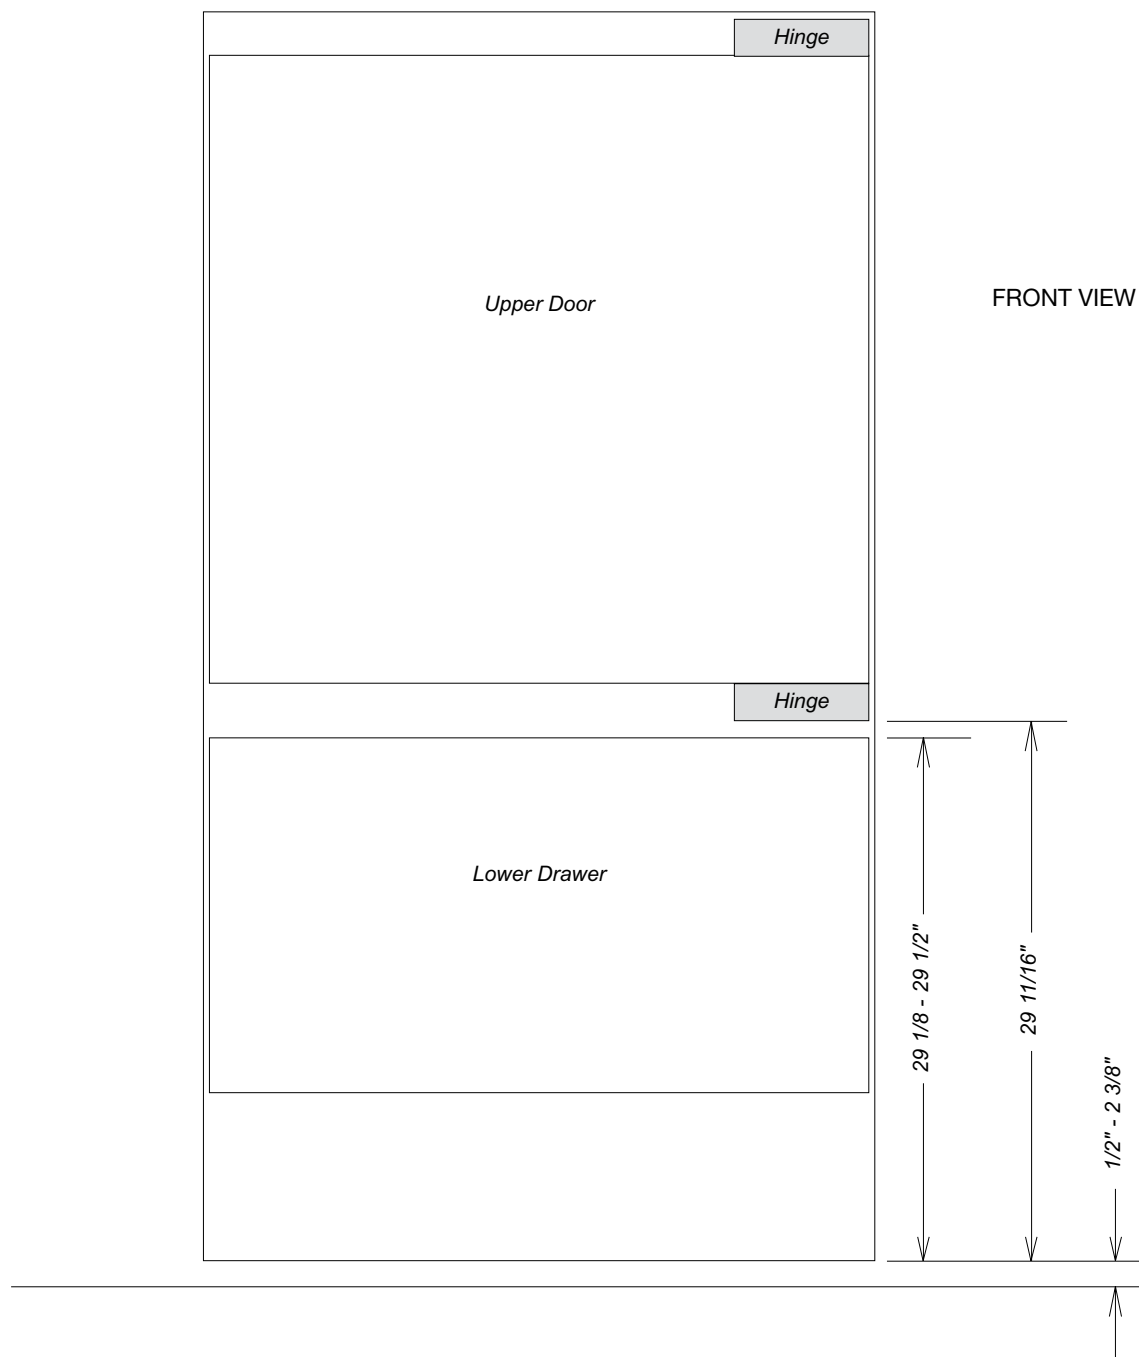 Hinge
Upper Door
FRONT VIEW
Hinge
Lower Drawer
29 1/8 - 29 1/2"
29 11/16"
1/2" - 2 3/8"